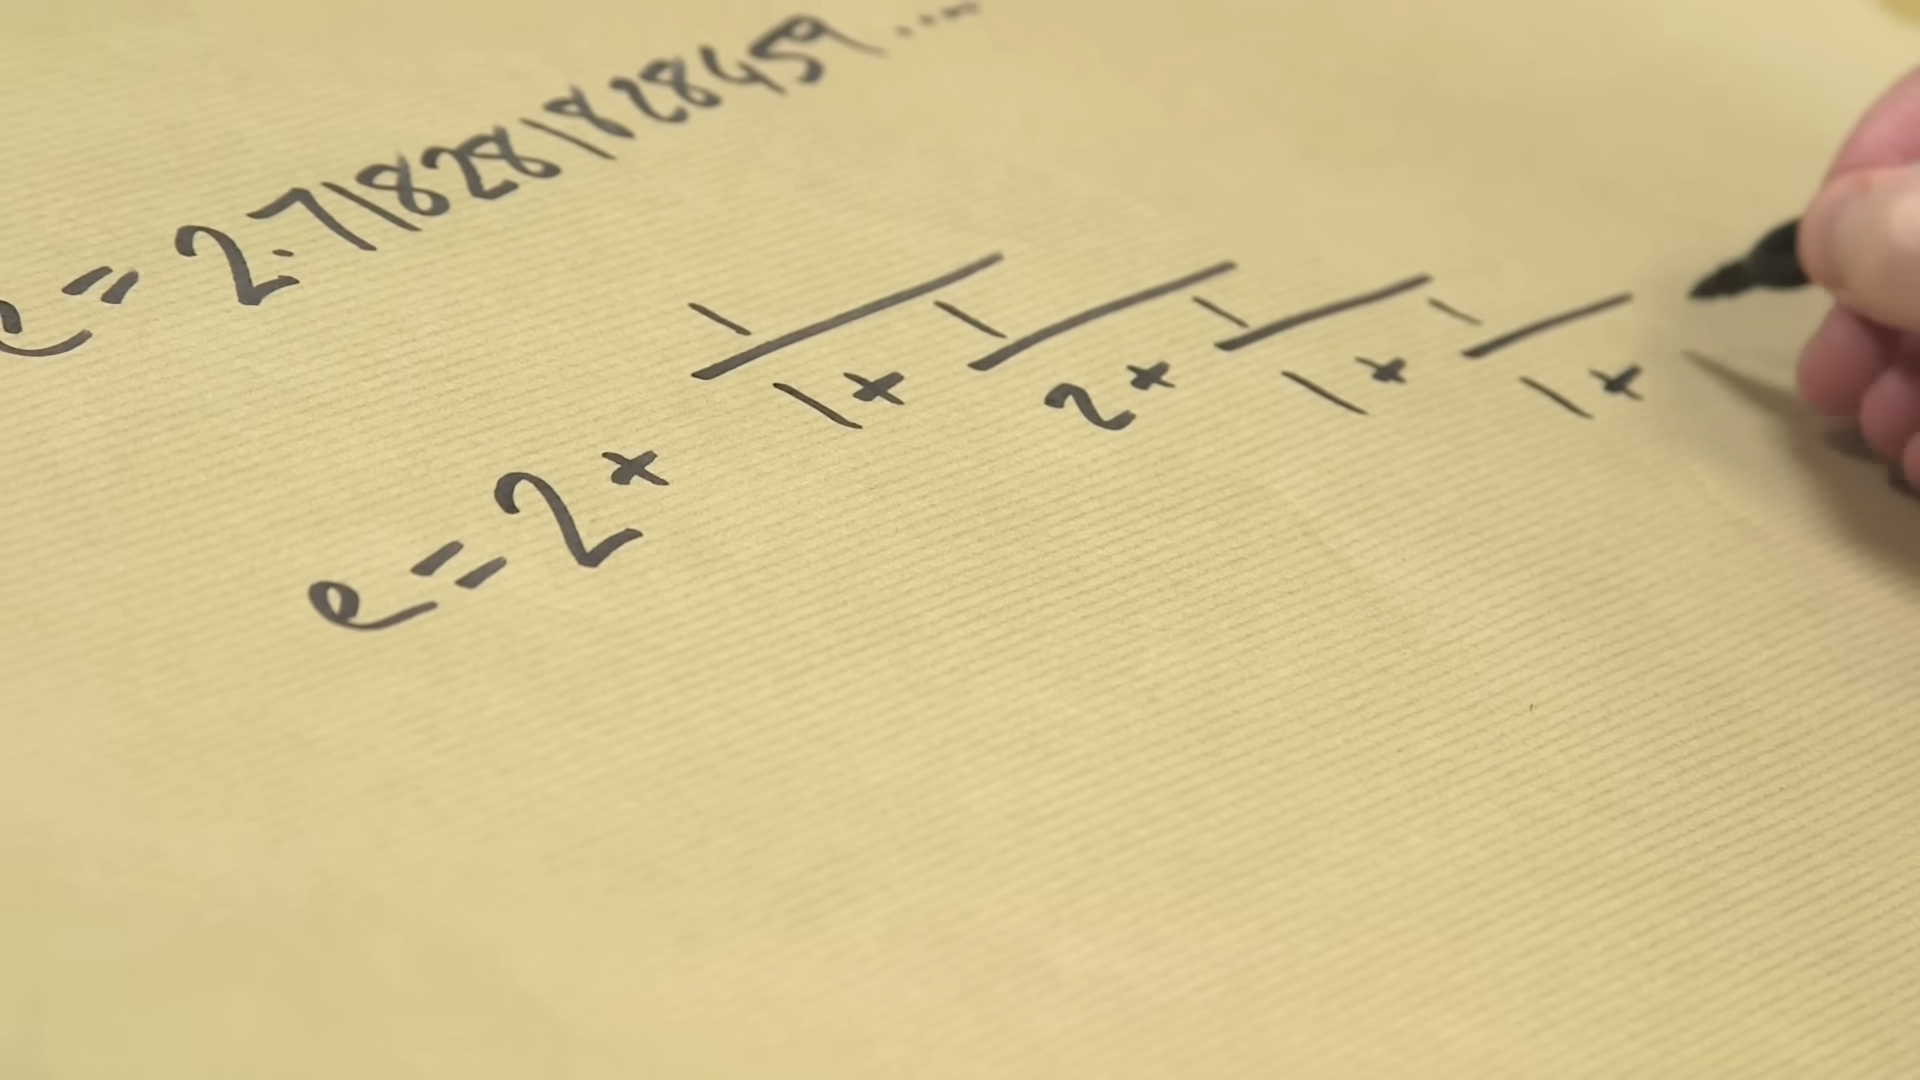 e = 2.718281828459....
e = 2 + 1/1 + 1/2 + 1/1 + 1/1 +